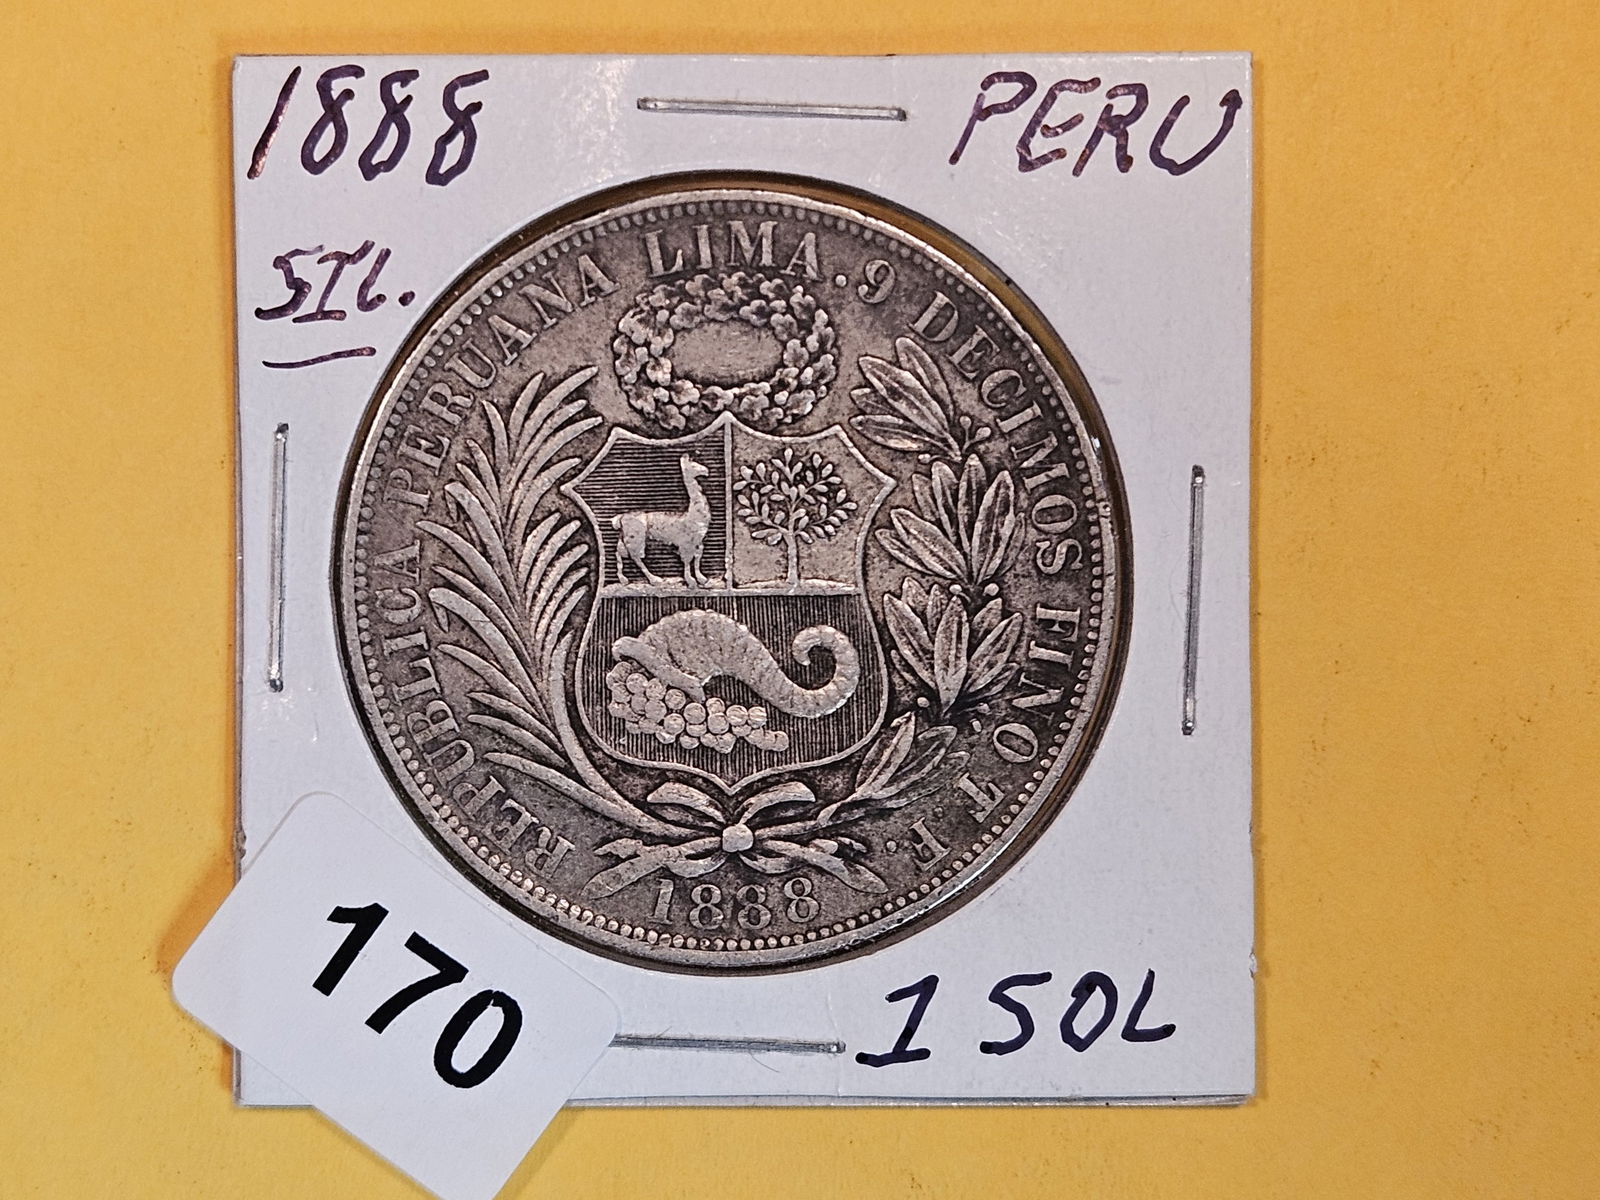 1888 PERU
SIL.
REPUBLICA PERUANA LIMA. 9 DECIMOS FINO T. F.
1888
170
1 SOL